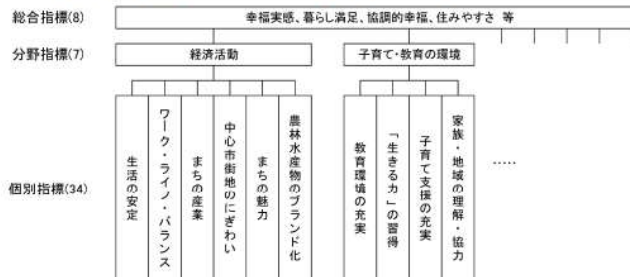 総合指標(8)
幸福実感、暮らし満足、協調的幸福、住みやすさ 等
分野指標(7)
経済活動
子育て・教育の環境
個別指標(34)
生活の安定
ワーク・ライノ・バランス
まちの産業
中心市街地のにぎわい
まちの魅力
農林水産物のブランド化
教育環境の充実
「生きる力」の習得
子育て支援の充実
家族・地域の理解・協力
.....